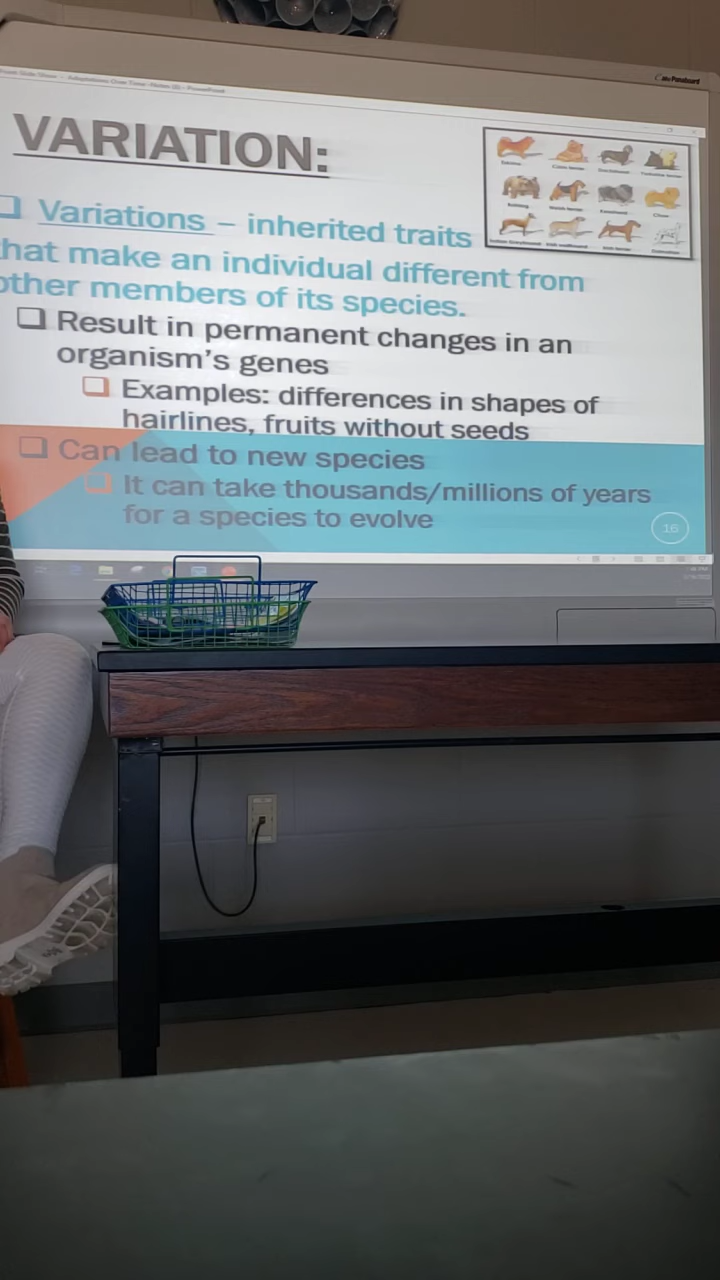 VARIATION:
Variations – inherited traits
that make an individual different from
other members of its species.
Result in permanent changes in an
organism's genes
Examples: differences in shapes of
hairlines, fruits without seeds
Can lead to new species
It can take thousands/millions of years
for a species to evolve
16
Panaboard